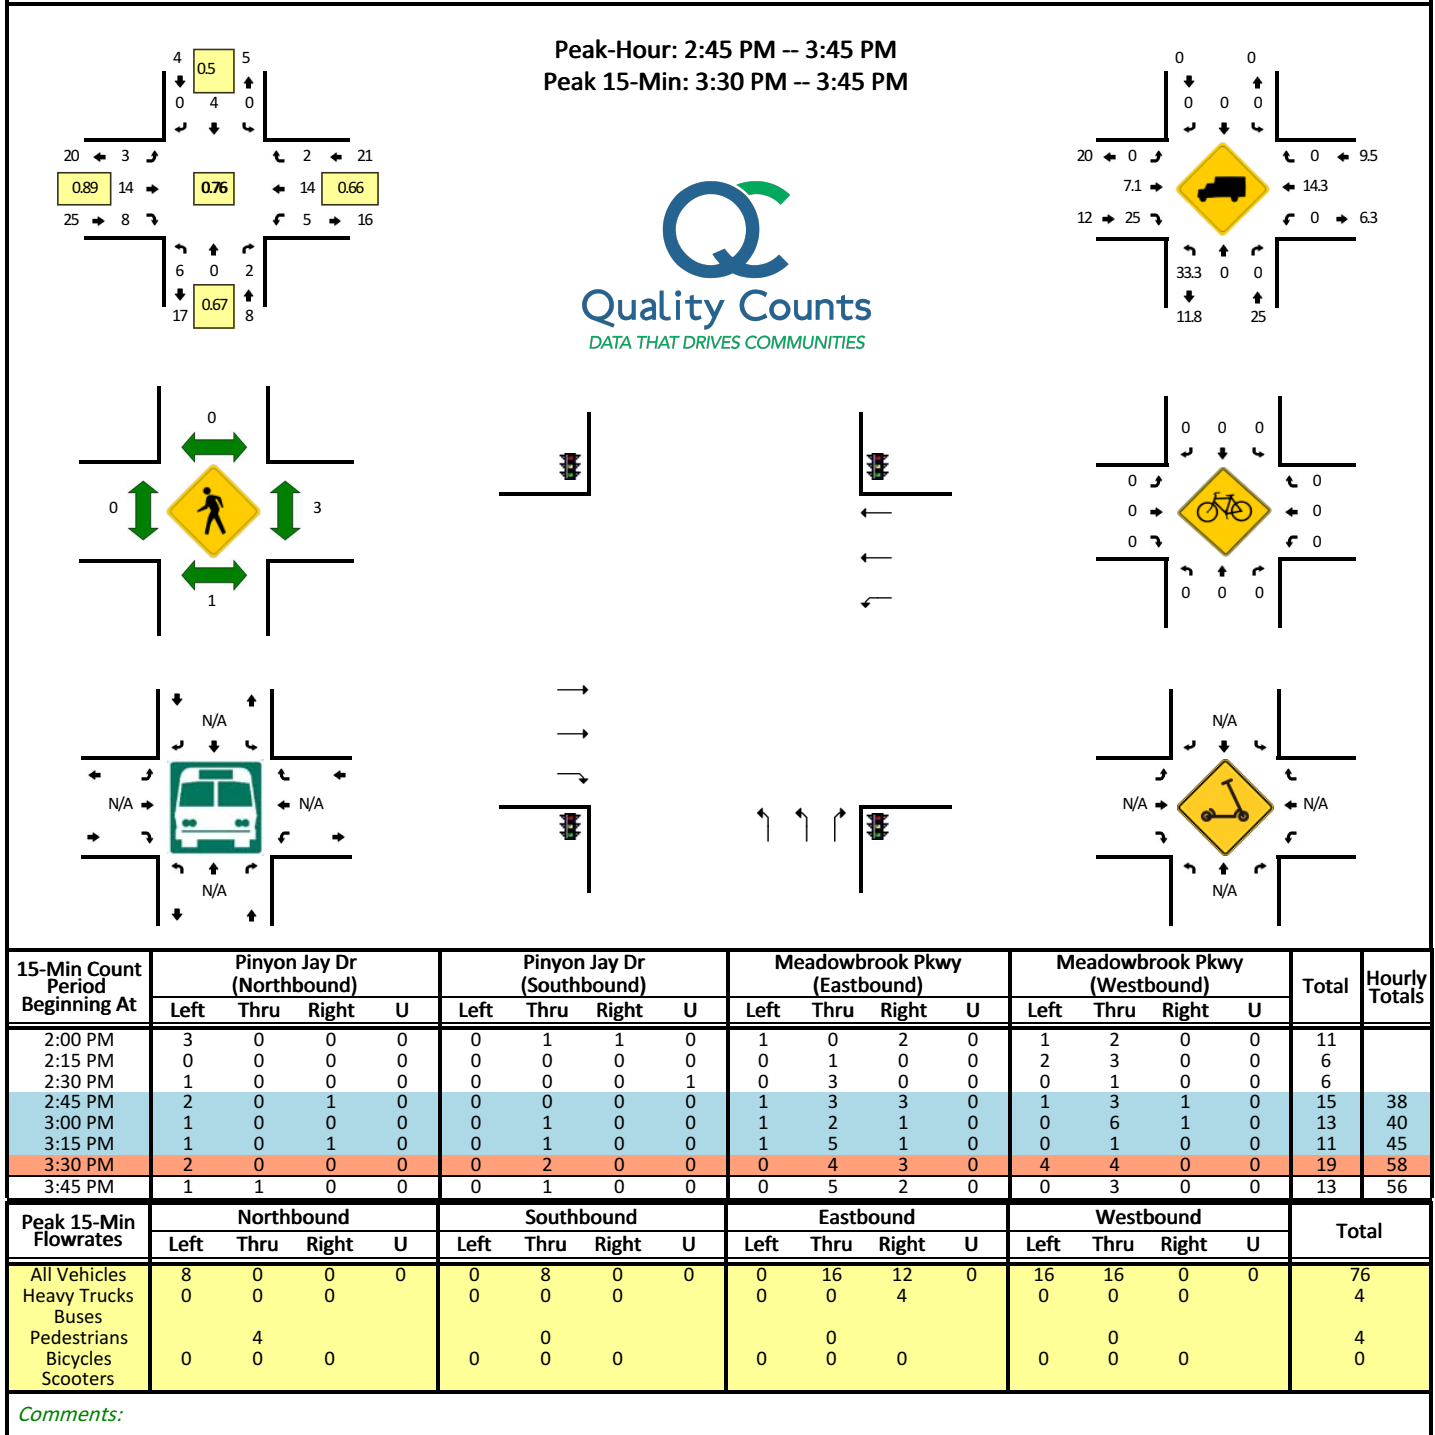 Peak-Hour: 2:45 PM -- 3:45 PM
Peak 15-Min: 3:30 PM -- 3:45 PM
4 0.5 5
0 4 0
20 3 2 21
0.89 14 0.76 14 0.66
25 8 5 16
6 0 2
17 0.67 8
Quality Counts
DATA THAT DRIVES COMMUNITIES
0 0
0 0 0
20 0 0 9.5
7.1 14.3
12 25 0 6.3
33.3 0 0
11.8 25
0
0 3
1
0 0 0
0 0
0 0
0 0
0 0 0
N/A
N/A N/A
N/A
N/A
N/A N/A
N/A
15-Min Count Period Beginning At Pinyon Jay Dr (Northbound) Pinyon Jay Dr (Southbound) Meadowbrook Pkwy (Eastbound) Meadowbrook Pkwy (Westbound) Total Hourly Totals
Left Thru Right U Left Thru Right U Left Thru Right U Left Thru Right U
2:00 PM 3 0 0 0 0 1 1 0 1 0 2 0 1 2 0 0 11
2:15 PM 0 0 0 0 0 0 0 0 0 1 0 0 2 3 0 0 6
2:30 PM 1 0 0 0 0 0 0 1 0 3 0 0 0 1 0 0 6
2:45 PM 2 0 1 0 0 0 0 0 1 3 3 0 1 3 1 0 15 38
3:00 PM 1 0 0 0 0 1 0 0 1 2 1 0 0 6 1 0 13 40
3:15 PM 1 0 1 0 0 1 0 0 1 5 1 0 0 1 0 0 11 45
3:30 PM 2 0 0 0 0 2 0 0 0 4 3 0 4 4 0 0 19 58
3:45 PM 1 1 0 0 0 1 0 0 0 5 2 0 0 3 0 0 13 56
Peak 15-Min Flowrates Northbound Southbound Eastbound Westbound Total
Left Thru Right U Left Thru Right U Left Thru Right U Left Thru Right U
All Vehicles 8 0 0 0 0 8 0 0 0 16 12 0 16 16 0 0 76
Heavy Trucks 0 0 0 0 0 0 0 0 4 0 0 0 4
Buses
Pedestrians 4 0 0 0 4
Bicycles 0 0 0 0 0 0 0 0 0 0 0 0 0
Scooters
Comments: